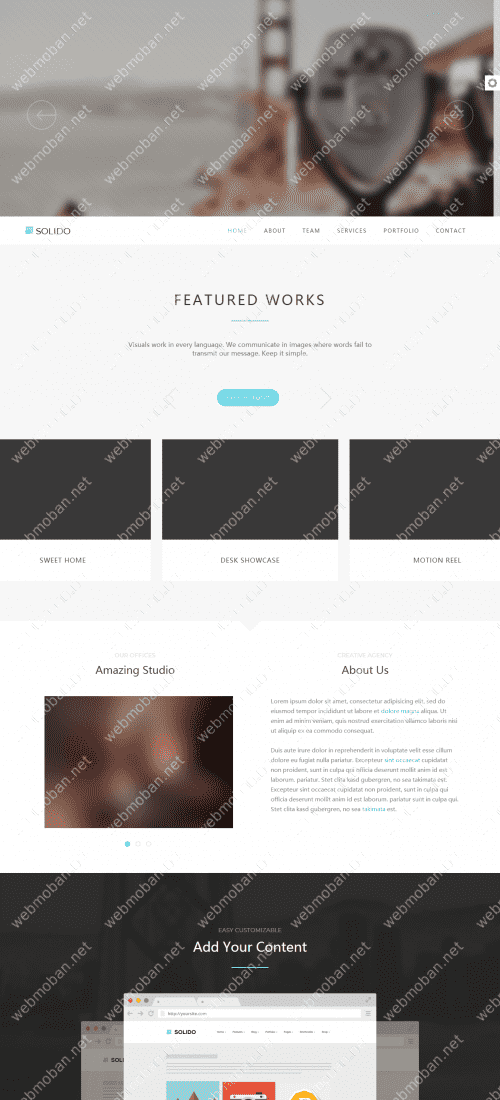 SOLIDO
HOME ABOUT TEAM SERVICES PORTFOLIO CONTACT
FEATURED WORKS
Visuals work in every language. We communicate in images where words fail to
transmit our message. Keep it simple.
SWEET HOME
DESK SHOWCASE
MOTION REEL
OUR OFFICES
Amazing Studio
CREATIVE AGENCY
About Us
Lorem ipsum dolor sit amet, consectetur adipisicing elit, sed do
eiusmod tempor incididunt ut labore et dolore magna aliqua. Ut
enim ad minim veniam, quis nostrud exercitation ullamco laboris nisi
ut aliquip ex ea commodo consequat.
Duis aute irure dolor in reprehenderit in voluptate velit esse cillum
dolore eu fugiat nulla pariatur. Excepteur sint occaecat cupidatat
non proident, sunt in culpa qui officia deserunt mollit anim id est
laborum. pariatur. Stet clita kasd gubergren, no sea takimata est.
Excepteur sint occaecat cupidatat non proident, sunt in culpa qui
officia deserunt mollit anim id est laborum. pariatur sunt in culpa qui.
Stet clita kasd gubergren, no sea takimata est.
EASY CUSTOMIZABLE
Add Your Content
http://yoursite.com
SOLIDO
webmoban.net